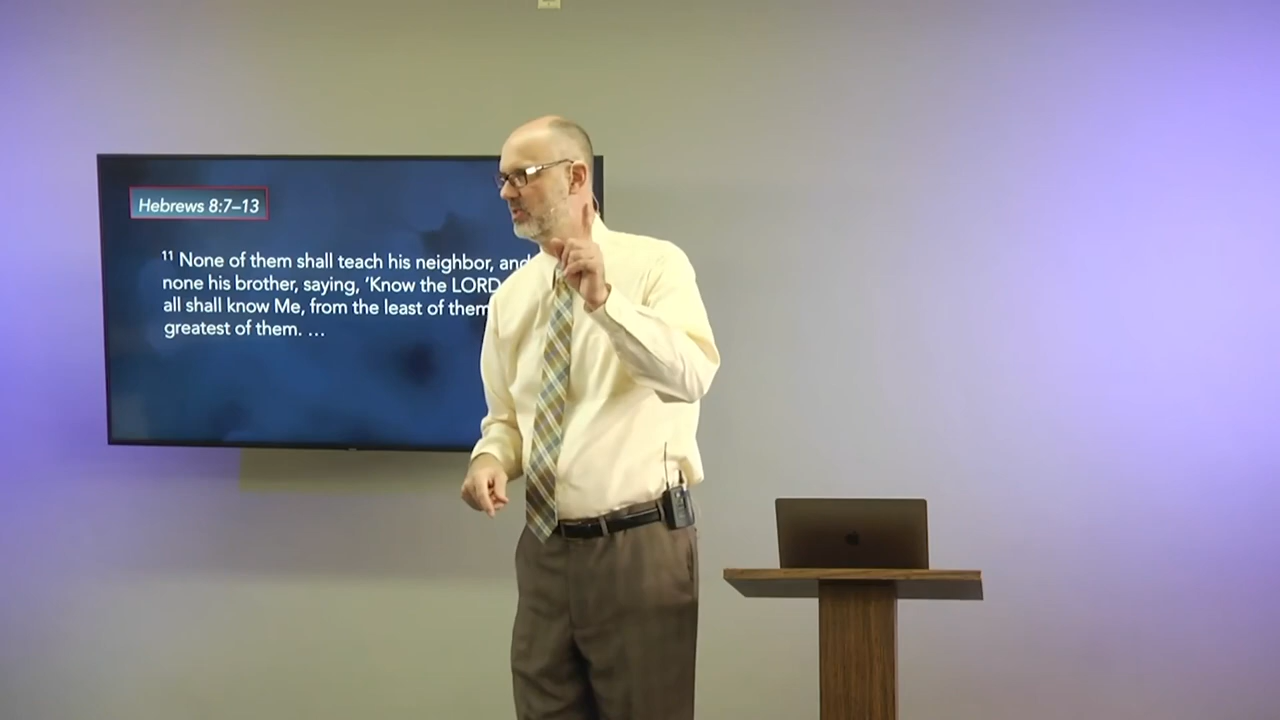 Hebrews 8:7–13
¹¹ None of them shall teach his neighbor, and
none his brother, saying, ‘Know the LORD
all shall know Me, from the least of them
greatest of them. …